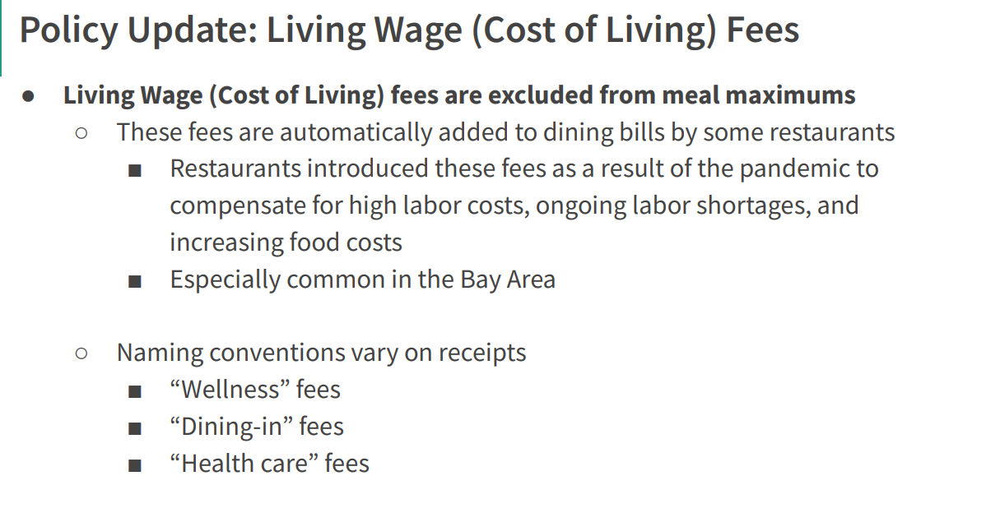 Policy Update: Living Wage (Cost of Living) Fees
● Living Wage (Cost of Living) fees are excluded from meal maximums
○ These fees are automatically added to dining bills by some restaurants
■ Restaurants introduced these fees as a result of the pandemic to
compensate for high labor costs, ongoing labor shortages, and
increasing food costs
■ Especially common in the Bay Area
○ Naming conventions vary on receipts
■ “Wellness” fees
■ “Dining-in” fees
■ “Health care” fees